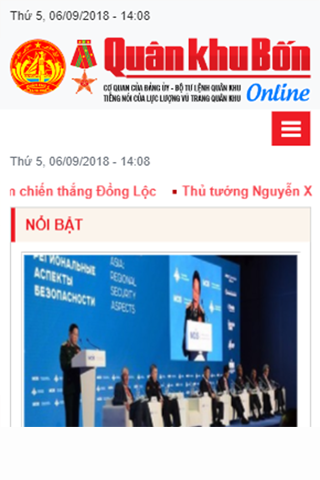 Thứ 5, 06/09/2018 - 14:08
4
Quân khu Bốn
CƠ QUAN CỦA ĐẢNG ỦY - BỘ TƯ LỆNH QUÂN KHU
TIẾNG NÓI CỦA LỰC LƯỢNG VŨ TRANG QUÂN KHU
Online
Thứ 5, 06/09/2018 - 14:08
n chiến thắng Đồng Lộc ▪ Thủ tướng Nguyễn X
NỔI BẬT
РЕГИОНАЛЬНЫЕ
АСПЕКТЫ
БЕЗОПАСНОСТИ
ASIA:
REGIONAL
SECURITY
ASPECTS